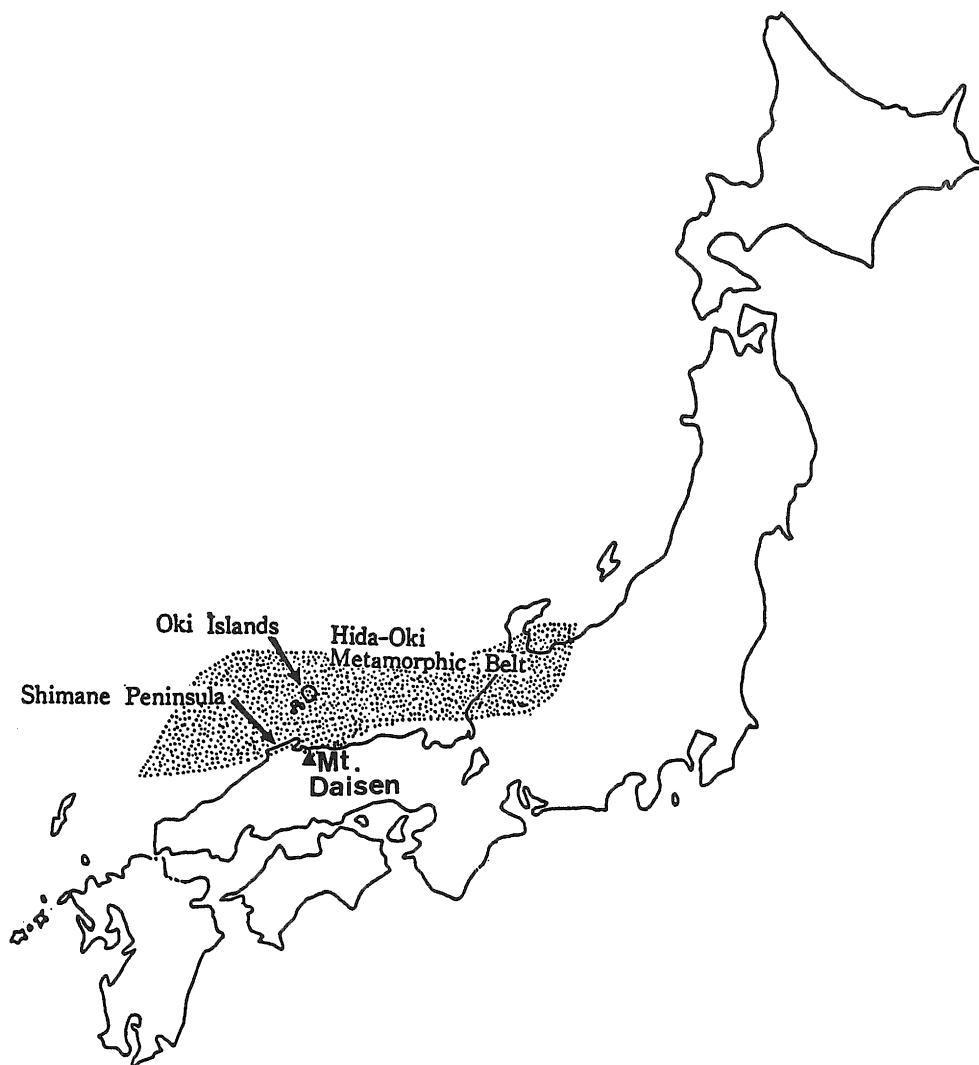 Oki Islands
Hida-Oki
Metamorphic Belt
Shimane Peninsula
Mt.
Daisen